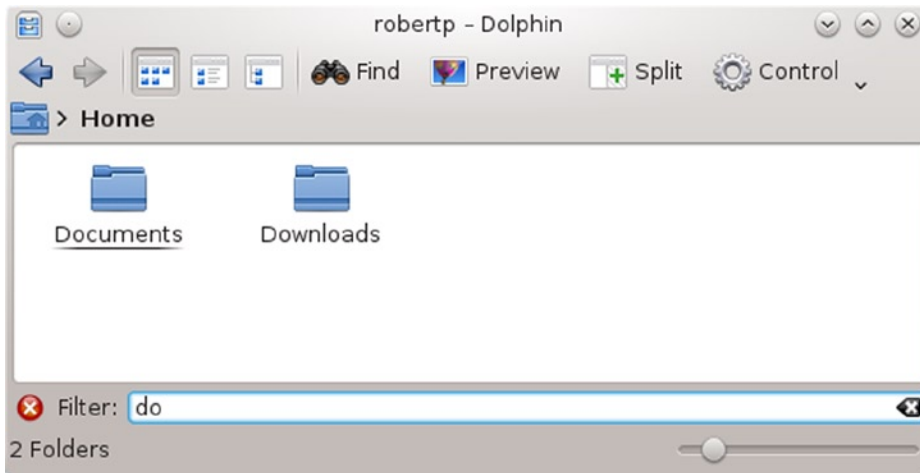 robertp – Dolphin
Find Preview Split Control
> Home
Documents Downloads
Filter: do
2 Folders